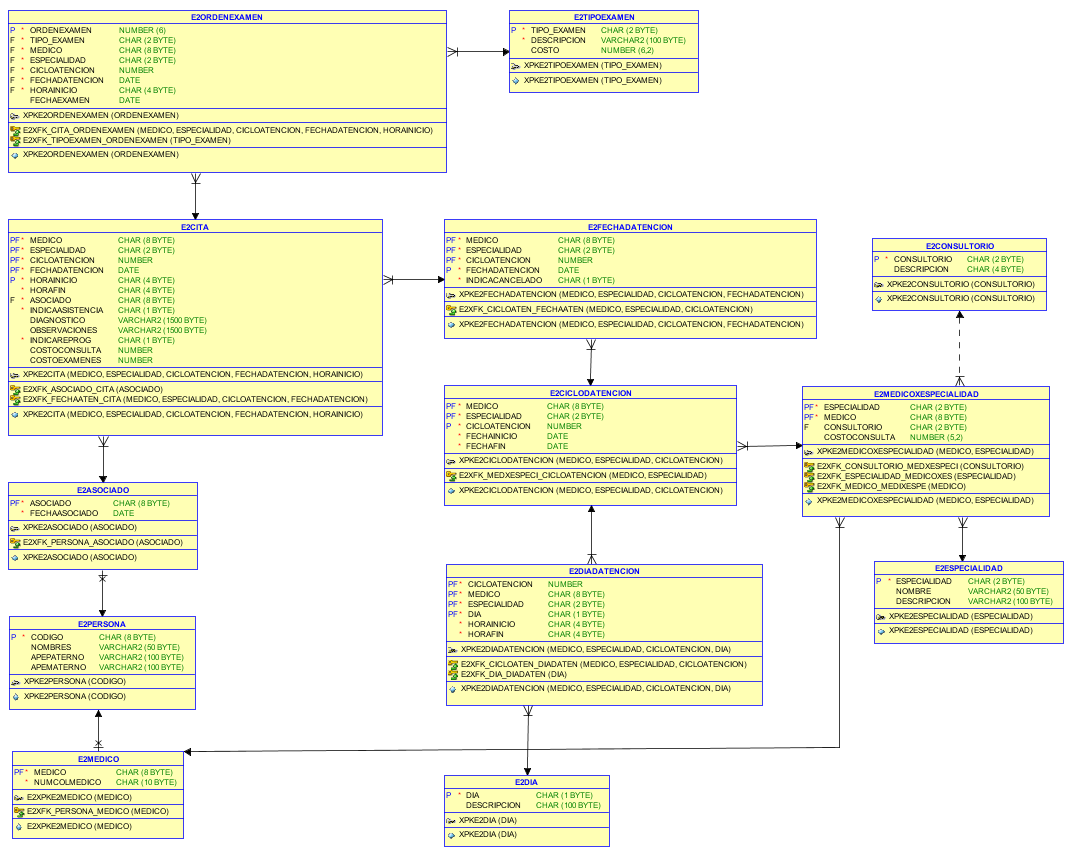 E2ORDENEXAMEN
P * ORDENEXAMEN NUMBER (6)
F * TIPO_EXAMEN CHAR (2 BYTE)
F * MEDICO CHAR (8 BYTE)
F * ESPECIALIDAD CHAR (2 BYTE)
F * CICLOATENCION NUMBER
F * FECHADATENCION DATE
F * HORAINICIO CHAR (4 BYTE)
FECHAEXAMEN DATE
XPKE2ORDENEXAMEN (ORDENEXAMEN)
E2XFK_CITA_ORDENEXAMEN (MEDICO, ESPECIALIDAD, CICLOATENCION, FECHADATENCION, HORAINICIO)
E2XFK_TIPOEXAMEN_ORDENEXAMEN (TIPO_EXAMEN)
XPKE2ORDENEXAMEN (ORDENEXAMEN)
E2TIPOEXAMEN
P * TIPO_EXAMEN CHAR (2 BYTE)
* DESCRIPCION VARCHAR2 (100 BYTE)
COSTO NUMBER (6,2)
XPKE2TIPOEXAMEN (TIPO_EXAMEN)
XPKE2TIPOEXAMEN (TIPO_EXAMEN)
E2CITA
PF* MEDICO CHAR (8 BYTE)
PF* ESPECIALIDAD CHAR (2 BYTE)
PF* CICLOATENCION NUMBER
PF* FECHADATENCION DATE
P * HORAINICIO CHAR (4 BYTE)
* HORAFIN CHAR (4 BYTE)
F * ASOCIADO CHAR (8 BYTE)
* INDICAASISTENCIA CHAR (1 BYTE)
DIAGNOSTICO VARCHAR2 (1500 BYTE)
OBSERVACIONES VARCHAR2 (1500 BYTE)
* INDICAREPROG CHAR (1 BYTE)
COSTOCONSULTA NUMBER
COSTOEXAMENES NUMBER
XPKE2CITA (MEDICO, ESPECIALIDAD, CICLOATENCION, FECHADATENCION, HORAINICIO)
E2XFK_ASOCIADO_CITA (ASOCIADO)
E2XFK_FECHAATEN_CITA (MEDICO, ESPECIALIDAD, CICLOATENCION, FECHADATENCION)
XPKE2CITA (MEDICO, ESPECIALIDAD, CICLOATENCION, FECHADATENCION, HORAINICIO)
E2FECHADATENCION
PF* MEDICO CHAR (8 BYTE)
PF* ESPECIALIDAD CHAR (2 BYTE)
PF* CICLOATENCION NUMBER
P * FECHADATENCION DATE
* INDICACANCELADO CHAR (1 BYTE)
XPKE2FECHADATENCION (MEDICO, ESPECIALIDAD, CICLOATENCION, FECHADATENCION)
E2XFK_CICLOATEN_FECHAATEN (MEDICO, ESPECIALIDAD, CICLOATENCION)
XPKE2FECHADATENCION (MEDICO, ESPECIALIDAD, CICLOATENCION, FECHADATENCION)
E2CONSULTORIO
P * CONSULTORIO CHAR (2 BYTE)
DESCRIPCION CHAR (4 BYTE)
XPKE2CONSULTORIO (CONSULTORIO)
XPKE2CONSULTORIO (CONSULTORIO)
E2CICLODATENCION
PF* MEDICO CHAR (8 BYTE)
PF* ESPECIALIDAD CHAR (2 BYTE)
P * CICLOATENCION NUMBER
* FECHAINICIO DATE
* FECHAFIN DATE
XPKE2CICLODATENCION (MEDICO, ESPECIALIDAD, CICLOATENCION)
E2XFK_MEDXESPECI_CICLOATENCION (MEDICO, ESPECIALIDAD)
XPKE2CICLODATENCION (MEDICO, ESPECIALIDAD, CICLOATENCION)
E2MEDICOXESPECIALIDAD
PF* ESPECIALIDAD CHAR (2 BYTE)
PF* MEDICO CHAR (8 BYTE)
F CONSULTORIO CHAR (2 BYTE)
COSTOCONSULTA NUMBER (5,2)
XPKE2MEDICOXESPECIALIDAD (MEDICO, ESPECIALIDAD)
E2XFK_CONSULTORIO_MEDXESPECI (CONSULTORIO)
E2XFK_ESPECIALIDAD_MEDICOXES (ESPECIALIDAD)
E2XFK_MEDICO_MEDIXESPE (MEDICO)
XPKE2MEDICOXESPECIALIDAD (MEDICO, ESPECIALIDAD)
E2ASOCIADO
PF* ASOCIADO CHAR (8 BYTE)
* FECHAASOCIADO DATE
XPKE2ASOCIADO (ASOCIADO)
E2XFK_PERSONA_ASOCIADO (ASOCIADO)
XPKE2ASOCIADO (ASOCIADO)
E2DIADATENCION
PF* CICLOATENCION NUMBER
PF* MEDICO CHAR (8 BYTE)
PF* ESPECIALIDAD CHAR (2 BYTE)
PF* DIA CHAR (1 BYTE)
* HORAINICIO CHAR (4 BYTE)
* HORAFIN CHAR (4 BYTE)
XPKE2DIADATENCION (MEDICO, ESPECIALIDAD, CICLOATENCION, DIA)
E2XFK_CICLOATEN_DIADATEN (MEDICO, ESPECIALIDAD, CICLOATENCION)
E2XFK_DIA_DIADATEN (DIA)
XPKE2DIADATENCION (MEDICO, ESPECIALIDAD, CICLOATENCION, DIA)
E2ESPECIALIDAD
P * ESPECIALIDAD CHAR (2 BYTE)
NOMBRE VARCHAR2 (50 BYTE)
DESCRIPCION VARCHAR2 (100 BYTE)
XPKE2ESPECIALIDAD (ESPECIALIDAD)
XPKE2ESPECIALIDAD (ESPECIALIDAD)
E2PERSONA
P * CODIGO CHAR (8 BYTE)
NOMBRES VARCHAR2 (50 BYTE)
APEPATERNO VARCHAR2 (100 BYTE)
APEMATERNO VARCHAR2 (100 BYTE)
XPKE2PERSONA (CODIGO)
XPKE2PERSONA (CODIGO)
E2MEDICO
PF* MEDICO CHAR (8 BYTE)
* NUMCOLMEDICO CHAR (10 BYTE)
E2XPKE2MEDICO (MEDICO)
E2XFK_PERSONA_MEDICO (MEDICO)
E2XPKE2MEDICO (MEDICO)
E2DIA
P * DIA CHAR (1 BYTE)
DESCRIPCION CHAR (100 BYTE)
XPKE2DIA (DIA)
XPKE2DIA (DIA)